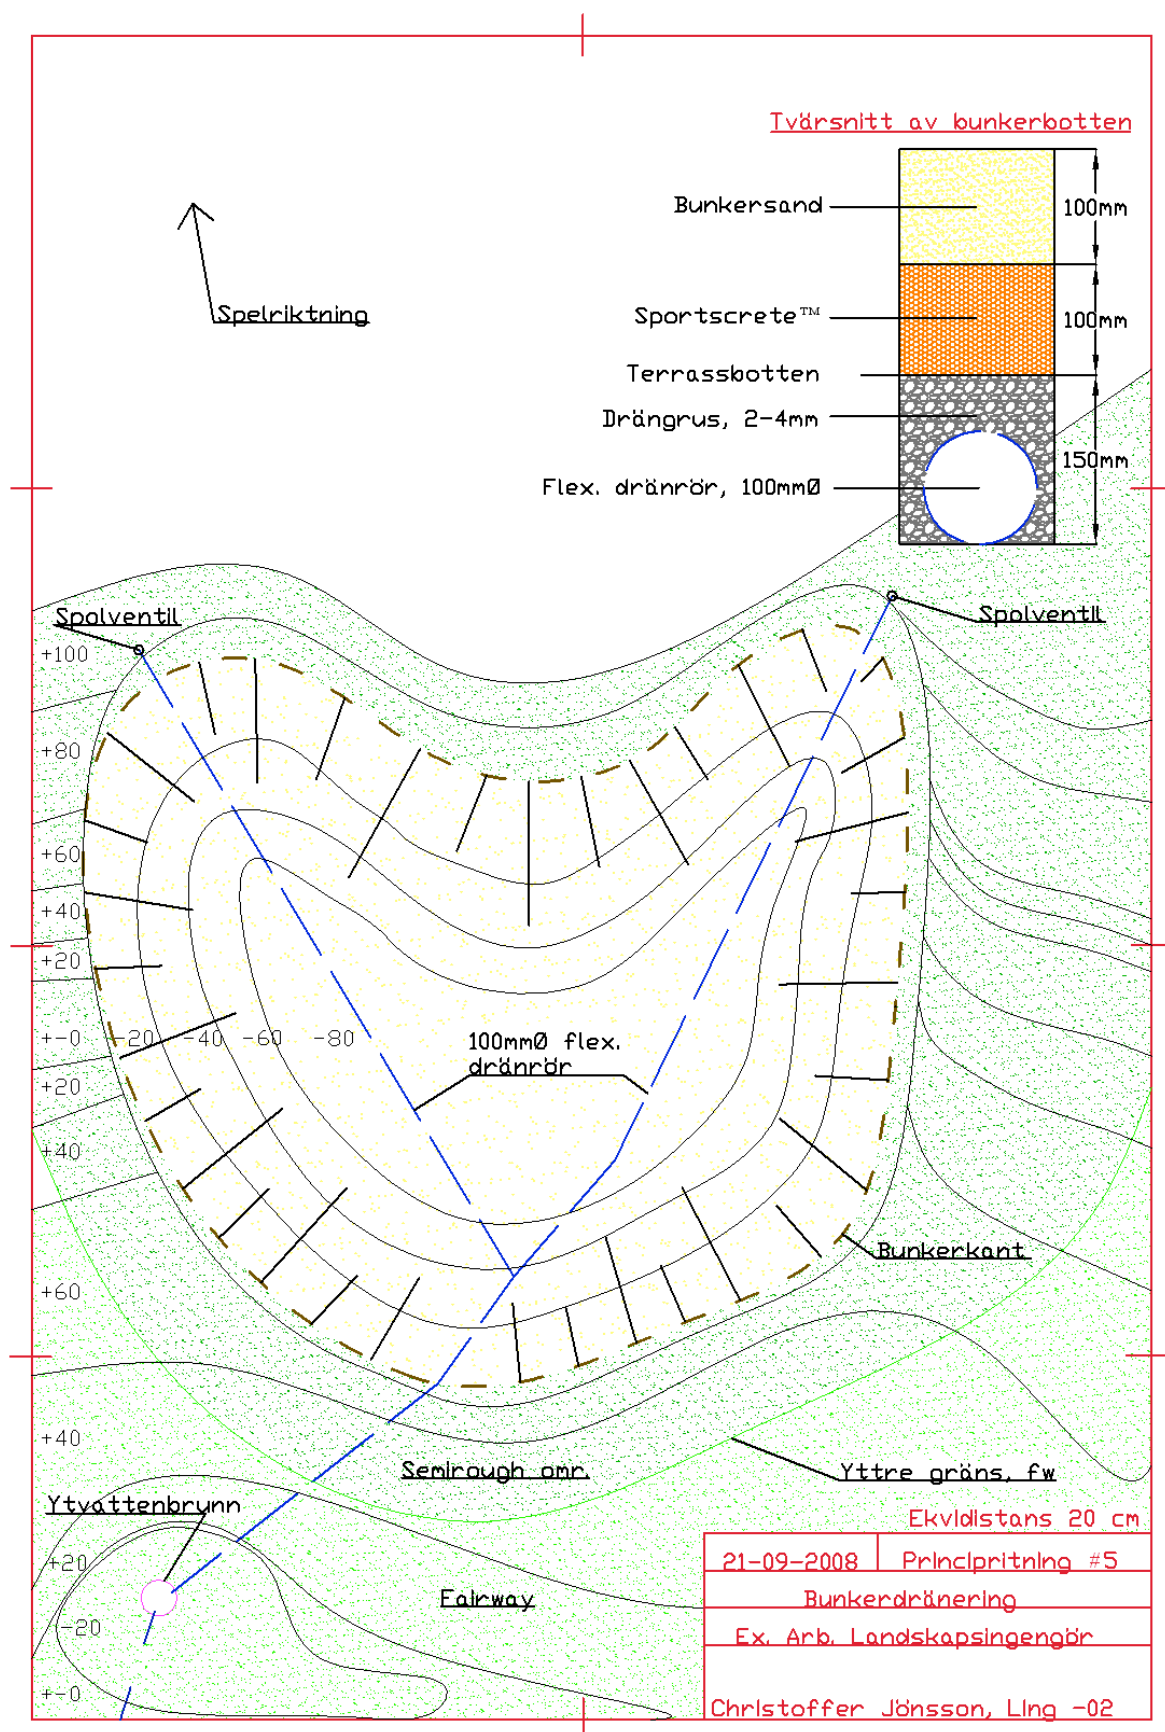 Tvärsnitt av bunkerbotten
Bunkersand
100mm
Spelriktning
Sportscrete™
100mm
Terrassbotten
Drängrus, 2-4mm
150mm
Flex. dränrör, 100mmØ
Spolventil
Spolventil
+100
+80
+60
+40
+20
+-0 -20 -40 -60 -80
100mmØ flex.
dränrör
+20
+40
Bunkerkant
+60
+40
Semirough omr.
Yttre gräns, fw
Ytvattenbrunn
Ekvidistans 20 cm
+20
21-09-2008 Principritning #5
Fairway
Bunkerdränering
-20
Ex. Arb. Landskapsingengör
+-0
Christoffer Jönsson, Ling -02